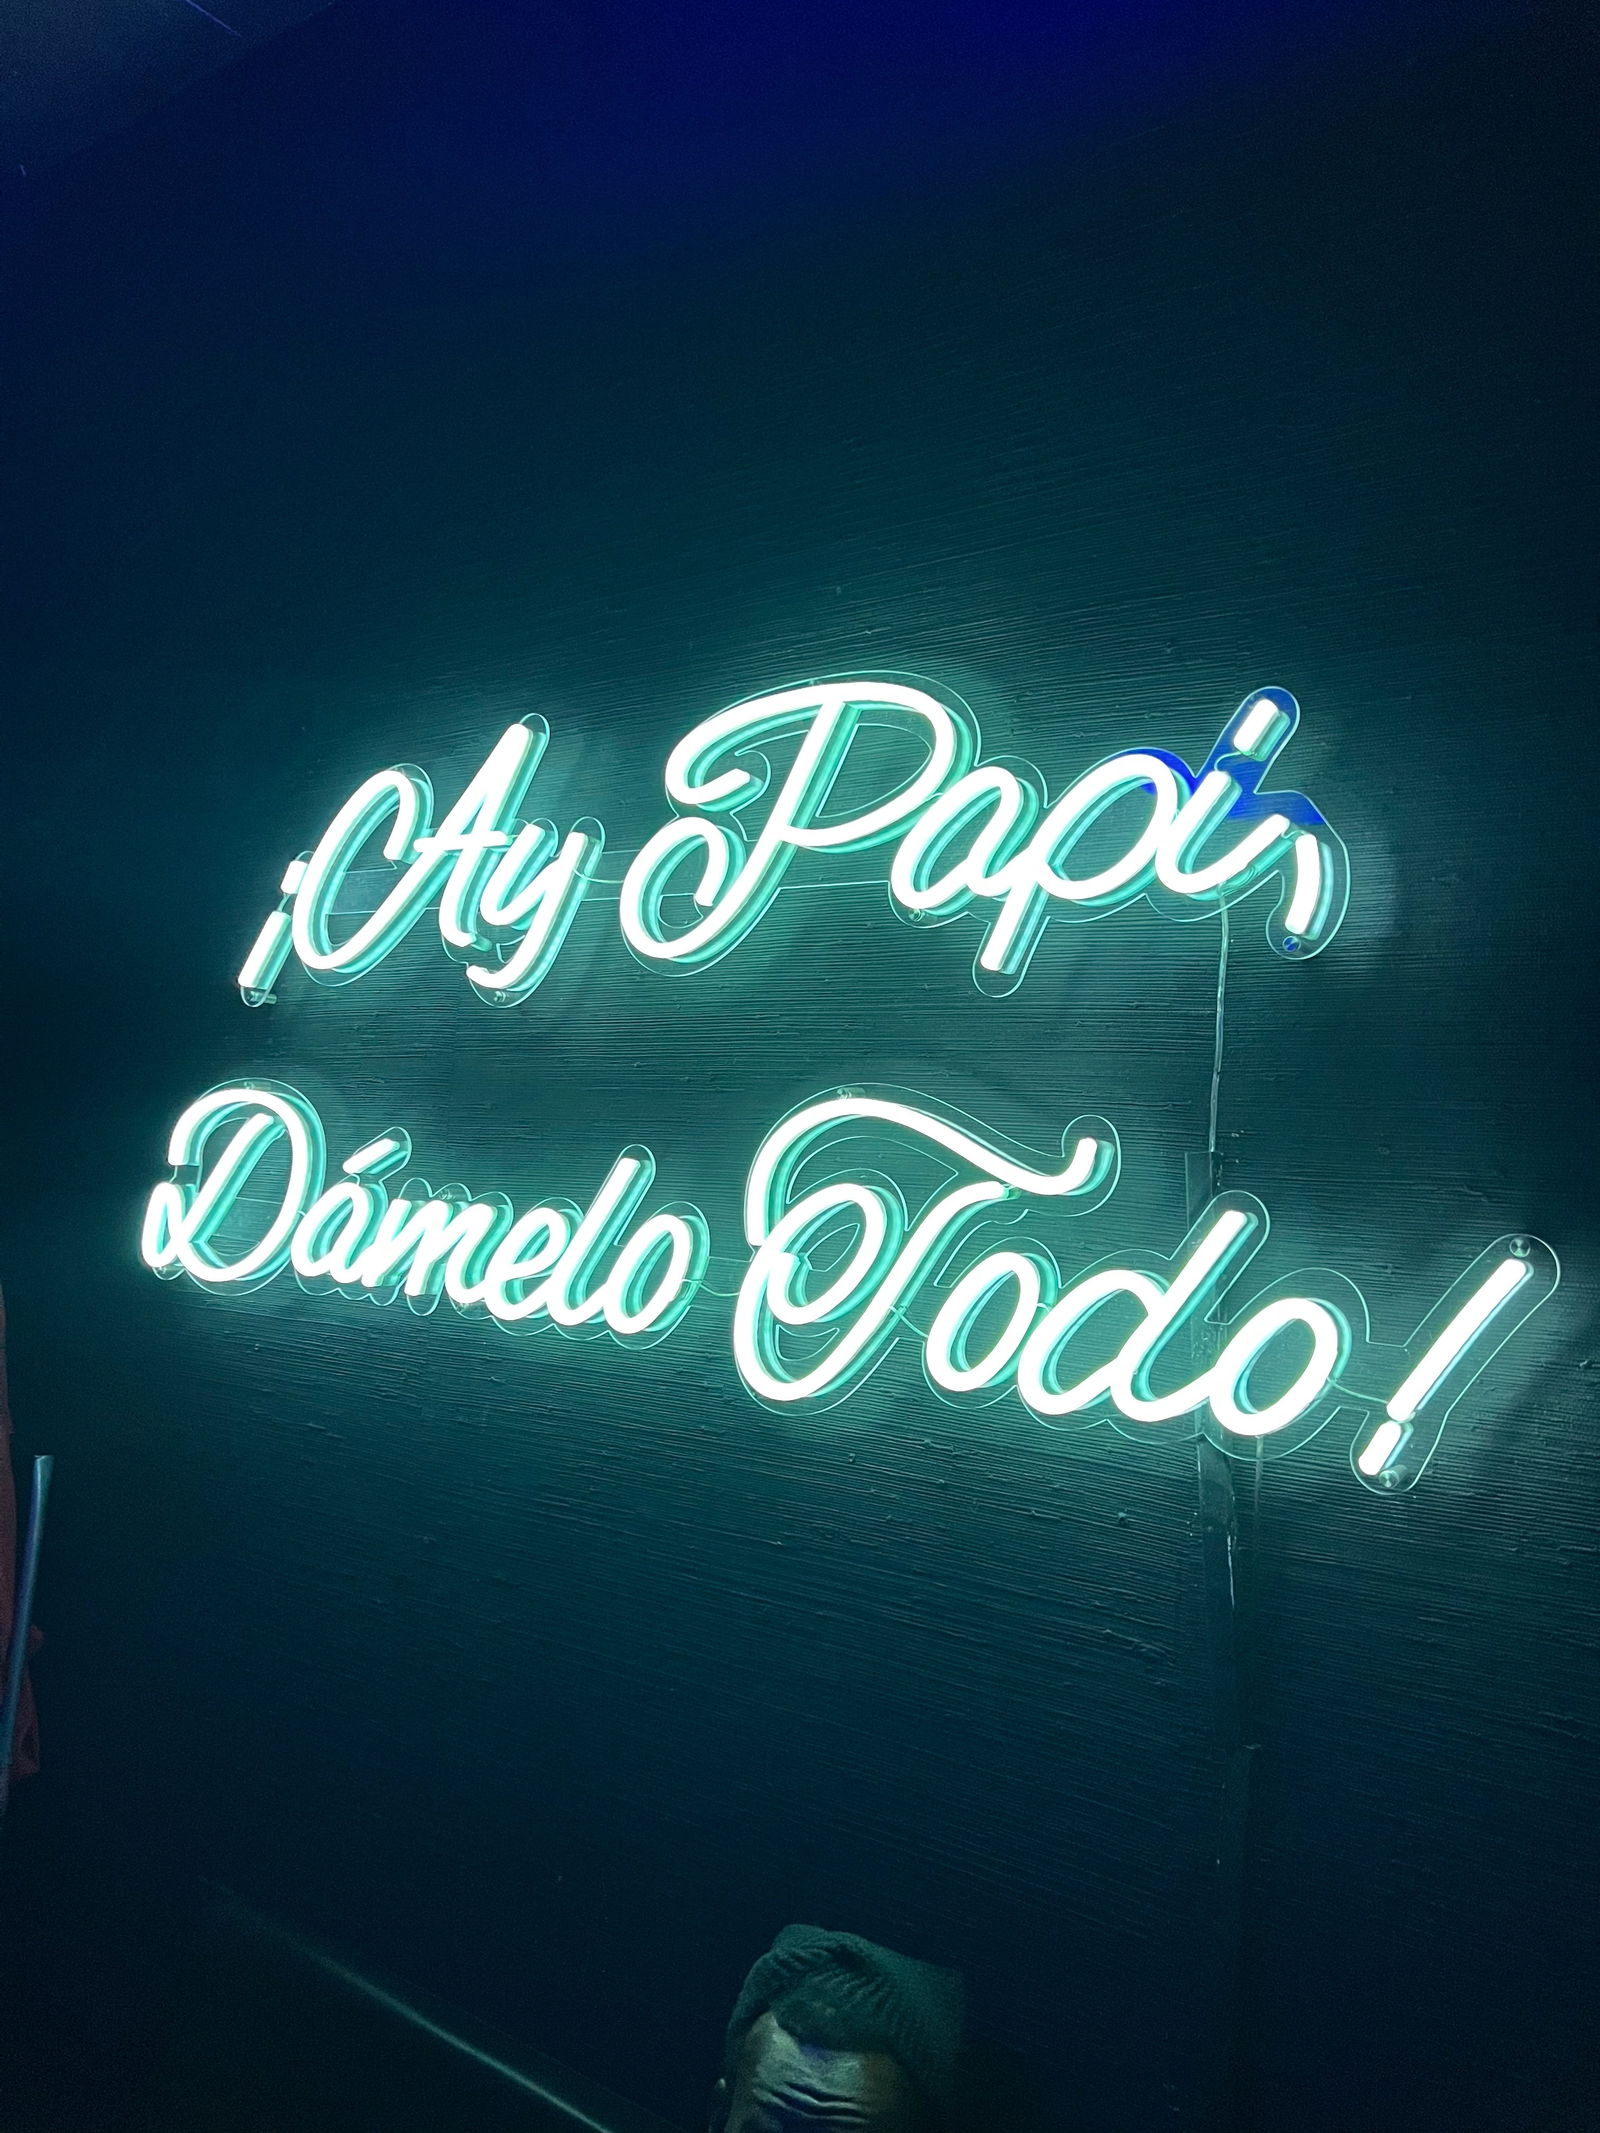 ¡Ay Papi,
Dámelo Todo!